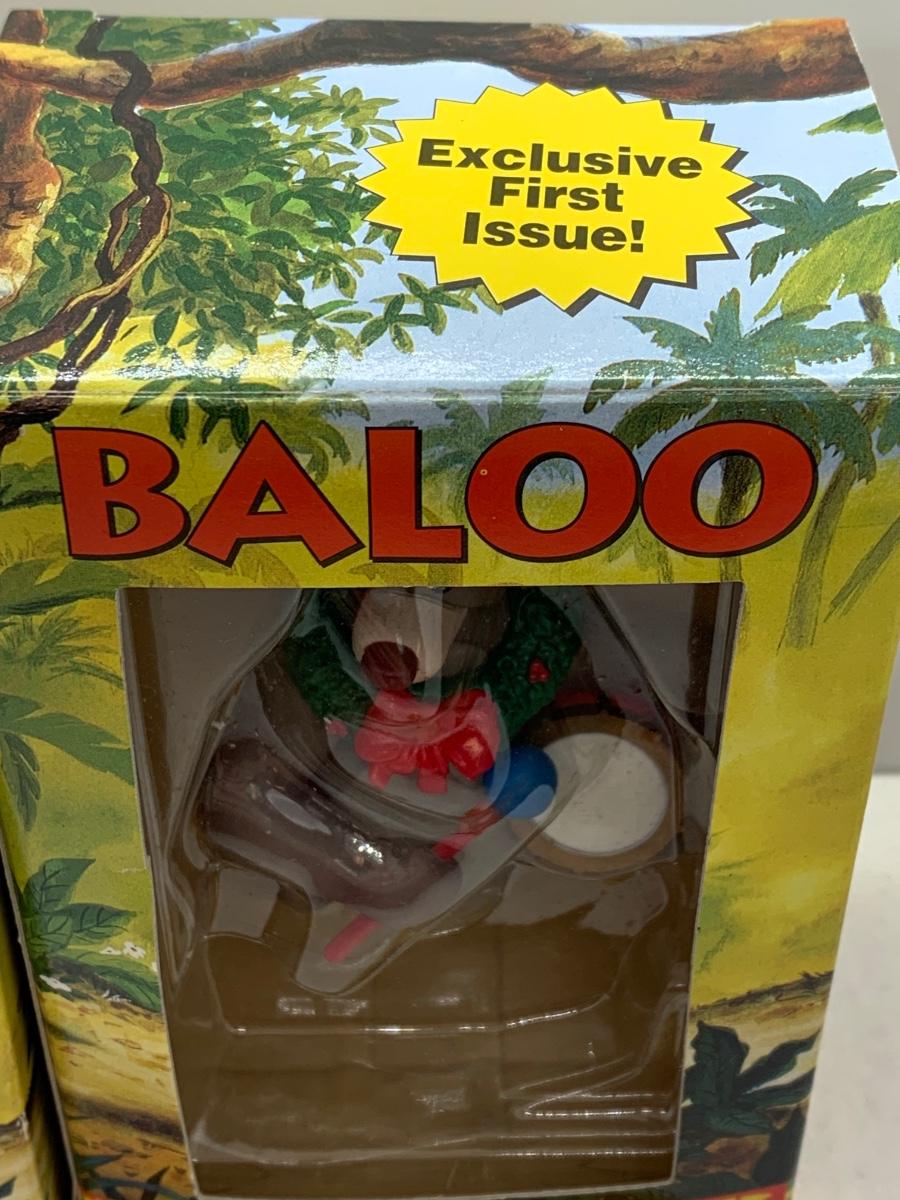 Exclusive
First
Issue!
BALOO